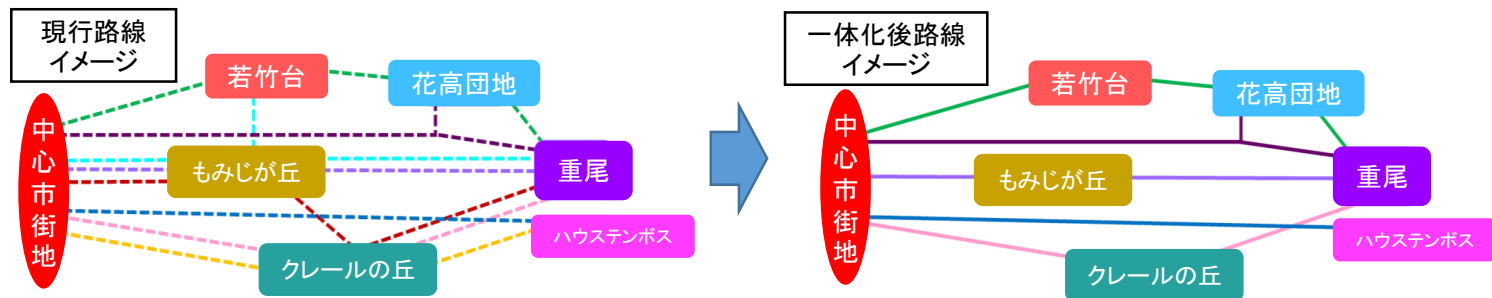 現行路線
イメージ
若竹台
花高団地
中心市街地
もみじが丘
重尾
ハウステンボス
クレールの丘
一体化後路線
イメージ
若竹台
花高団地
中心市街地
もみじが丘
重尾
ハウステンボス
クレールの丘